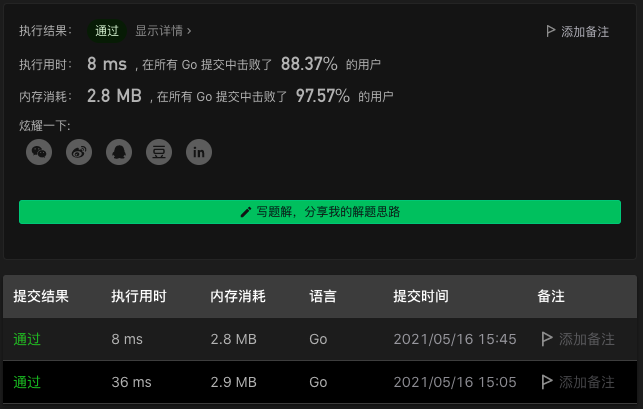 执行结果： 通过 显示详情 › 添加备注
执行用时： 8 ms , 在所有 Go 提交中击败了 88.37% 的用户
内存消耗： 2.8 MB , 在所有 Go 提交中击败了 97.57% 的用户
炫耀一下:
豆 in
写题解，分享我的解题思路
提交结果 执行用时 内存消耗 语言 提交时间 备注
通过 8 ms 2.8 MB Go 2021/05/16 15:45 添加备注
通过 36 ms 2.9 MB Go 2021/05/16 15:05 添加备注